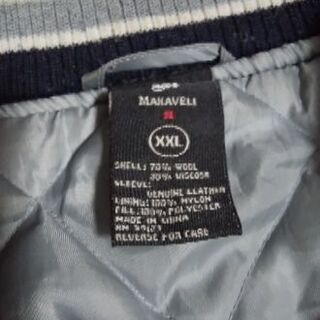 MAKAVELI
XXL
SHELL: 70% WOOL
30% VISCOSE
SLEEVE:
GENUINE LEATHER
LINING: 100% NYLON
FILL: 100% POLYESTER
MADE IN CHINA
REVERSE FOR CARE